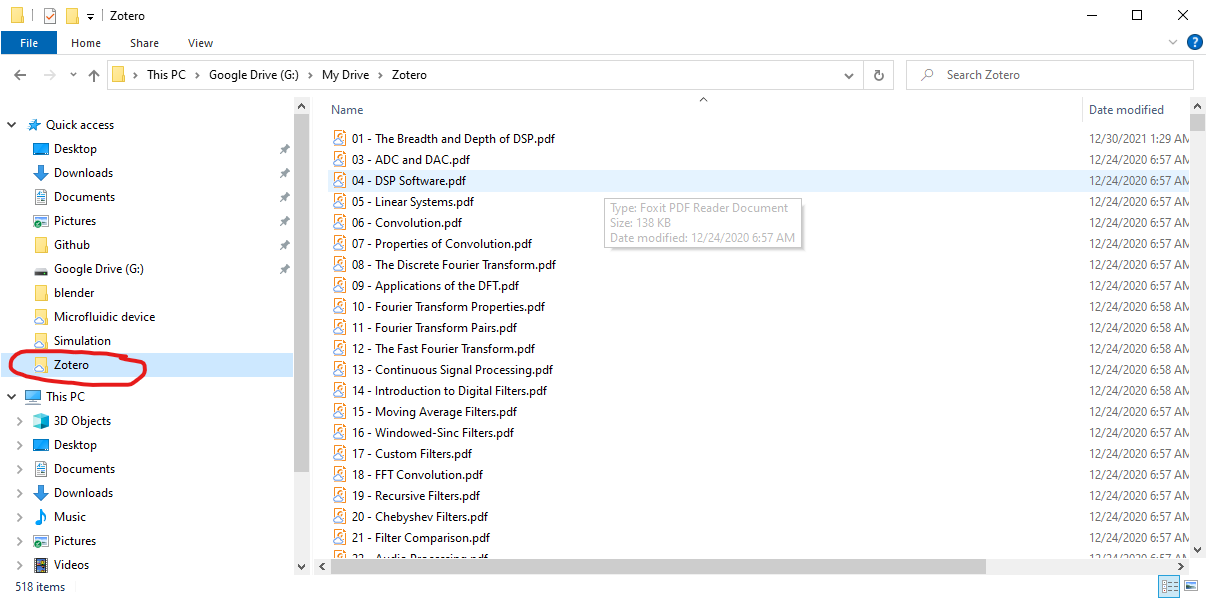 Zotero
File Home Share View
This PC Google Drive (G:) My Drive Zotero
Search Zotero
Quick access
Desktop
Downloads
Documents
Pictures
Github
Google Drive (G:)
blender
Microfluidic device
Simulation
Zotero
This PC
3D Objects
Desktop
Documents
Downloads
Music
Pictures
Videos
Name Date modified
01 - The Breadth and Depth of DSP.pdf 12/30/2021 1:29 AM
03 - ADC and DAC.pdf 12/24/2020 6:57 AM
04 - DSP Software.pdf 12/24/2020 6:57 AM
05 - Linear Systems.pdf 12/24/2020 6:57 AM
06 - Convolution.pdf 12/24/2020 6:57 AM
07 - Properties of Convolution.pdf 12/24/2020 6:57 AM
08 - The Discrete Fourier Transform.pdf 12/24/2020 6:57 AM
09 - Applications of the DFT.pdf 12/24/2020 6:57 AM
10 - Fourier Transform Properties.pdf 12/24/2020 6:58 AM
11 - Fourier Transform Pairs.pdf 12/24/2020 6:58 AM
12 - The Fast Fourier Transform.pdf 12/24/2020 6:58 AM
13 - Continuous Signal Processing.pdf 12/24/2020 6:58 AM
14 - Introduction to Digital Filters.pdf 12/24/2020 6:58 AM
15 - Moving Average Filters.pdf 12/24/2020 6:57 AM
16 - Windowed-Sinc Filters.pdf 12/24/2020 6:57 AM
17 - Custom Filters.pdf 12/24/2020 6:57 AM
18 - FFT Convolution.pdf 12/24/2020 6:57 AM
19 - Recursive Filters.pdf 12/24/2020 6:57 AM
20 - Chebyshev Filters.pdf 12/24/2020 6:57 AM
21 - Filter Comparison.pdf 12/24/2020 6:57 AM
22 - Audio Processing.pdf 12/24/2020 6:57 AM
Type: Foxit PDF Reader Document
Size: 138 KB
Date modified: 12/24/2020 6:57 AM
518 items